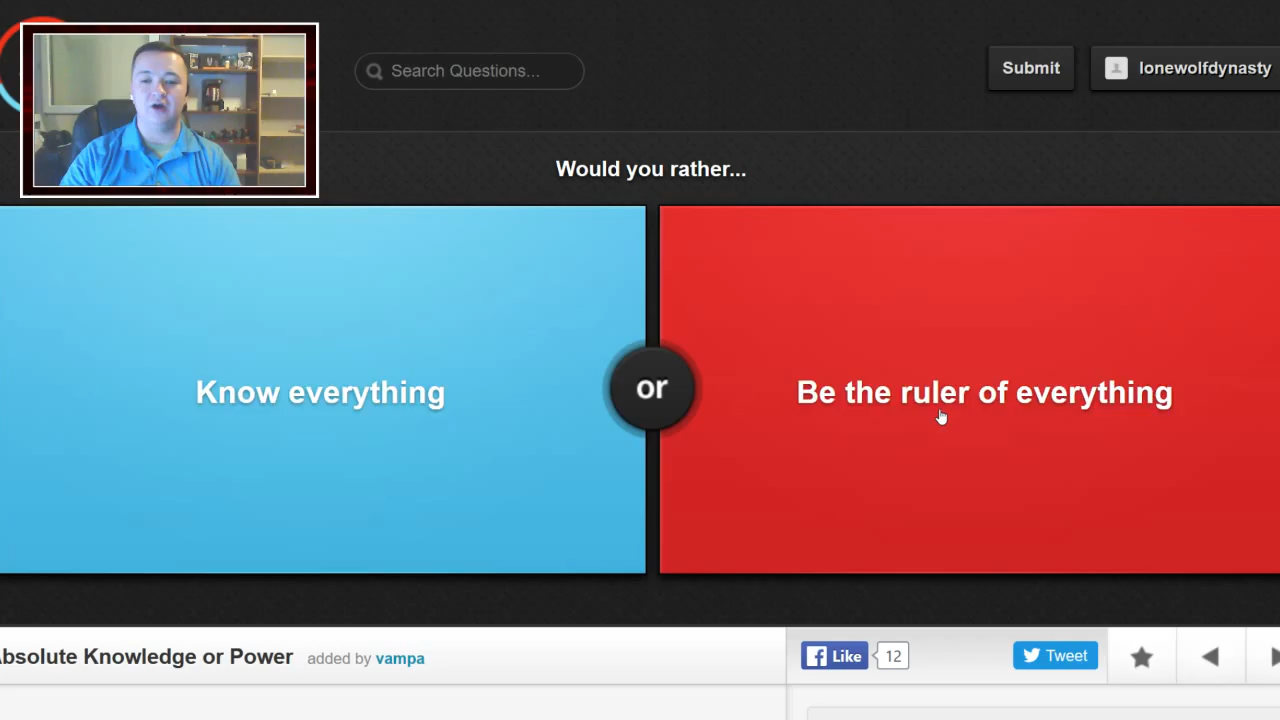 Search Questions...
Submit
lonewolfdynasty
Would you rather...
Know everything
or
Be the ruler of everything
bsolute Knowledge or Power added by vampa
Like
12
Tweet